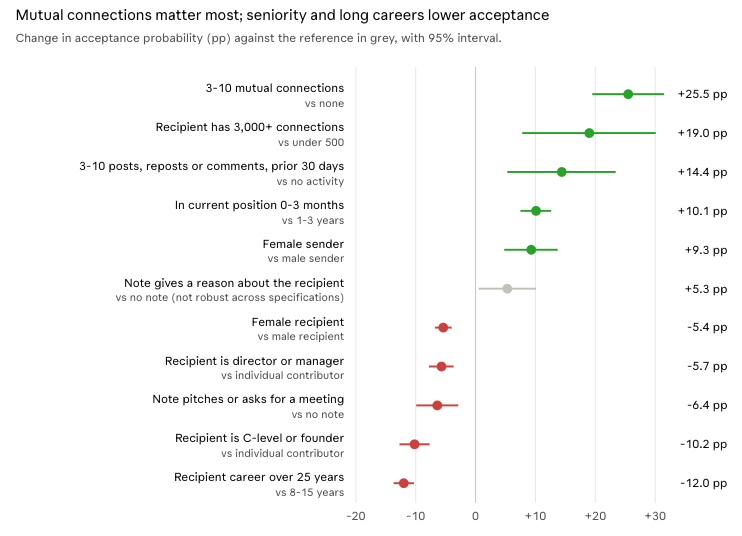 Mutual connections matter most; seniority and long careers lower acceptance
Change in acceptance probability (pp) against the reference in grey, with 95% interval.
3-10 mutual connections
vs none
+25.5 pp
Recipient has 3,000+ connections
vs under 500
+19.0 pp
3-10 posts, reposts or comments, prior 30 days
vs no activity
+14.4 pp
In current position 0-3 months
vs 1-3 years
+10.1 pp
Female sender
vs male sender
+9.3 pp
Note gives a reason about the recipient
vs no note (not robust across specifications)
+5.3 pp
Female recipient
vs male recipient
-5.4 pp
Recipient is director or manager
vs individual contributor
-5.7 pp
Note pitches or asks for a meeting
vs no note
-6.4 pp
Recipient is C-level or founder
vs individual contributor
-10.2 pp
Recipient career over 25 years
vs 8-15 years
-12.0 pp
-20 -10 0 +10 +20 +30